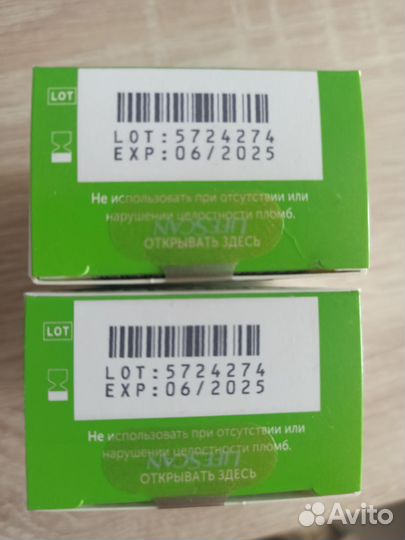 LOT
LOT:5724274
EXP:06/2025
Не использовать при отсутствии или
нарушении целостности пломб.
LIFESCAN
ОТКРЫВАТЬ ЗДЕСЬ
LOT
LOT:5724274
EXP:06/2025
Не использовать при отсутствии или
нарушении целостности пломб.
LIFESCAN
ОТКРЫВАТЬ ЗДЕСЬ
Avito